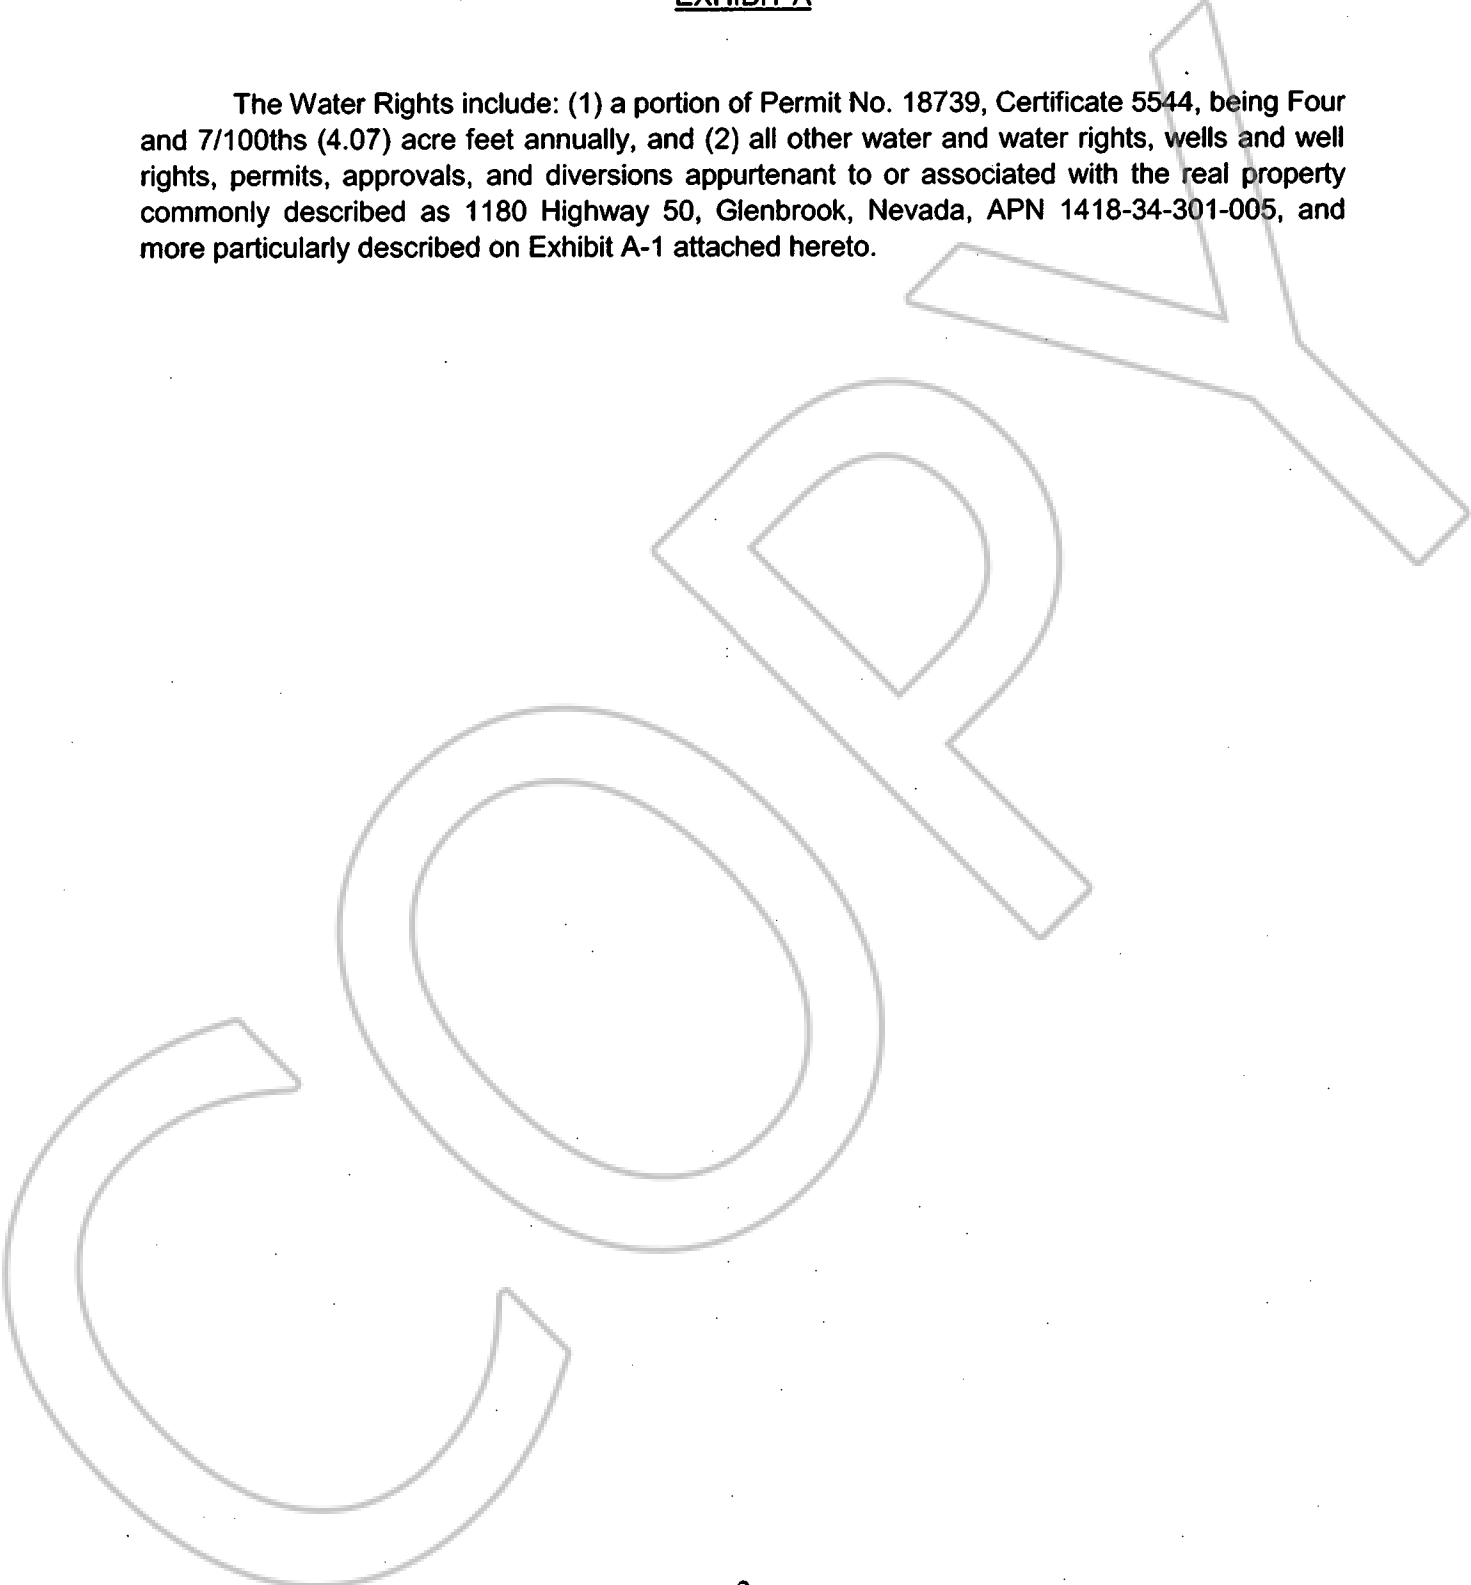 EXHIBIT A
The Water Rights include: (1) a portion of Permit No. 18739, Certificate 5544, being Four
and 7/100ths (4.07) acre feet annually, and (2) all other water and water rights, wells and well
rights, permits, approvals, and diversions appurtenant to or associated with the real property
commonly described as 1180 Highway 50, Glenbrook, Nevada, APN 1418-34-301-005, and
more particularly described on Exhibit A-1 attached hereto.
COPY